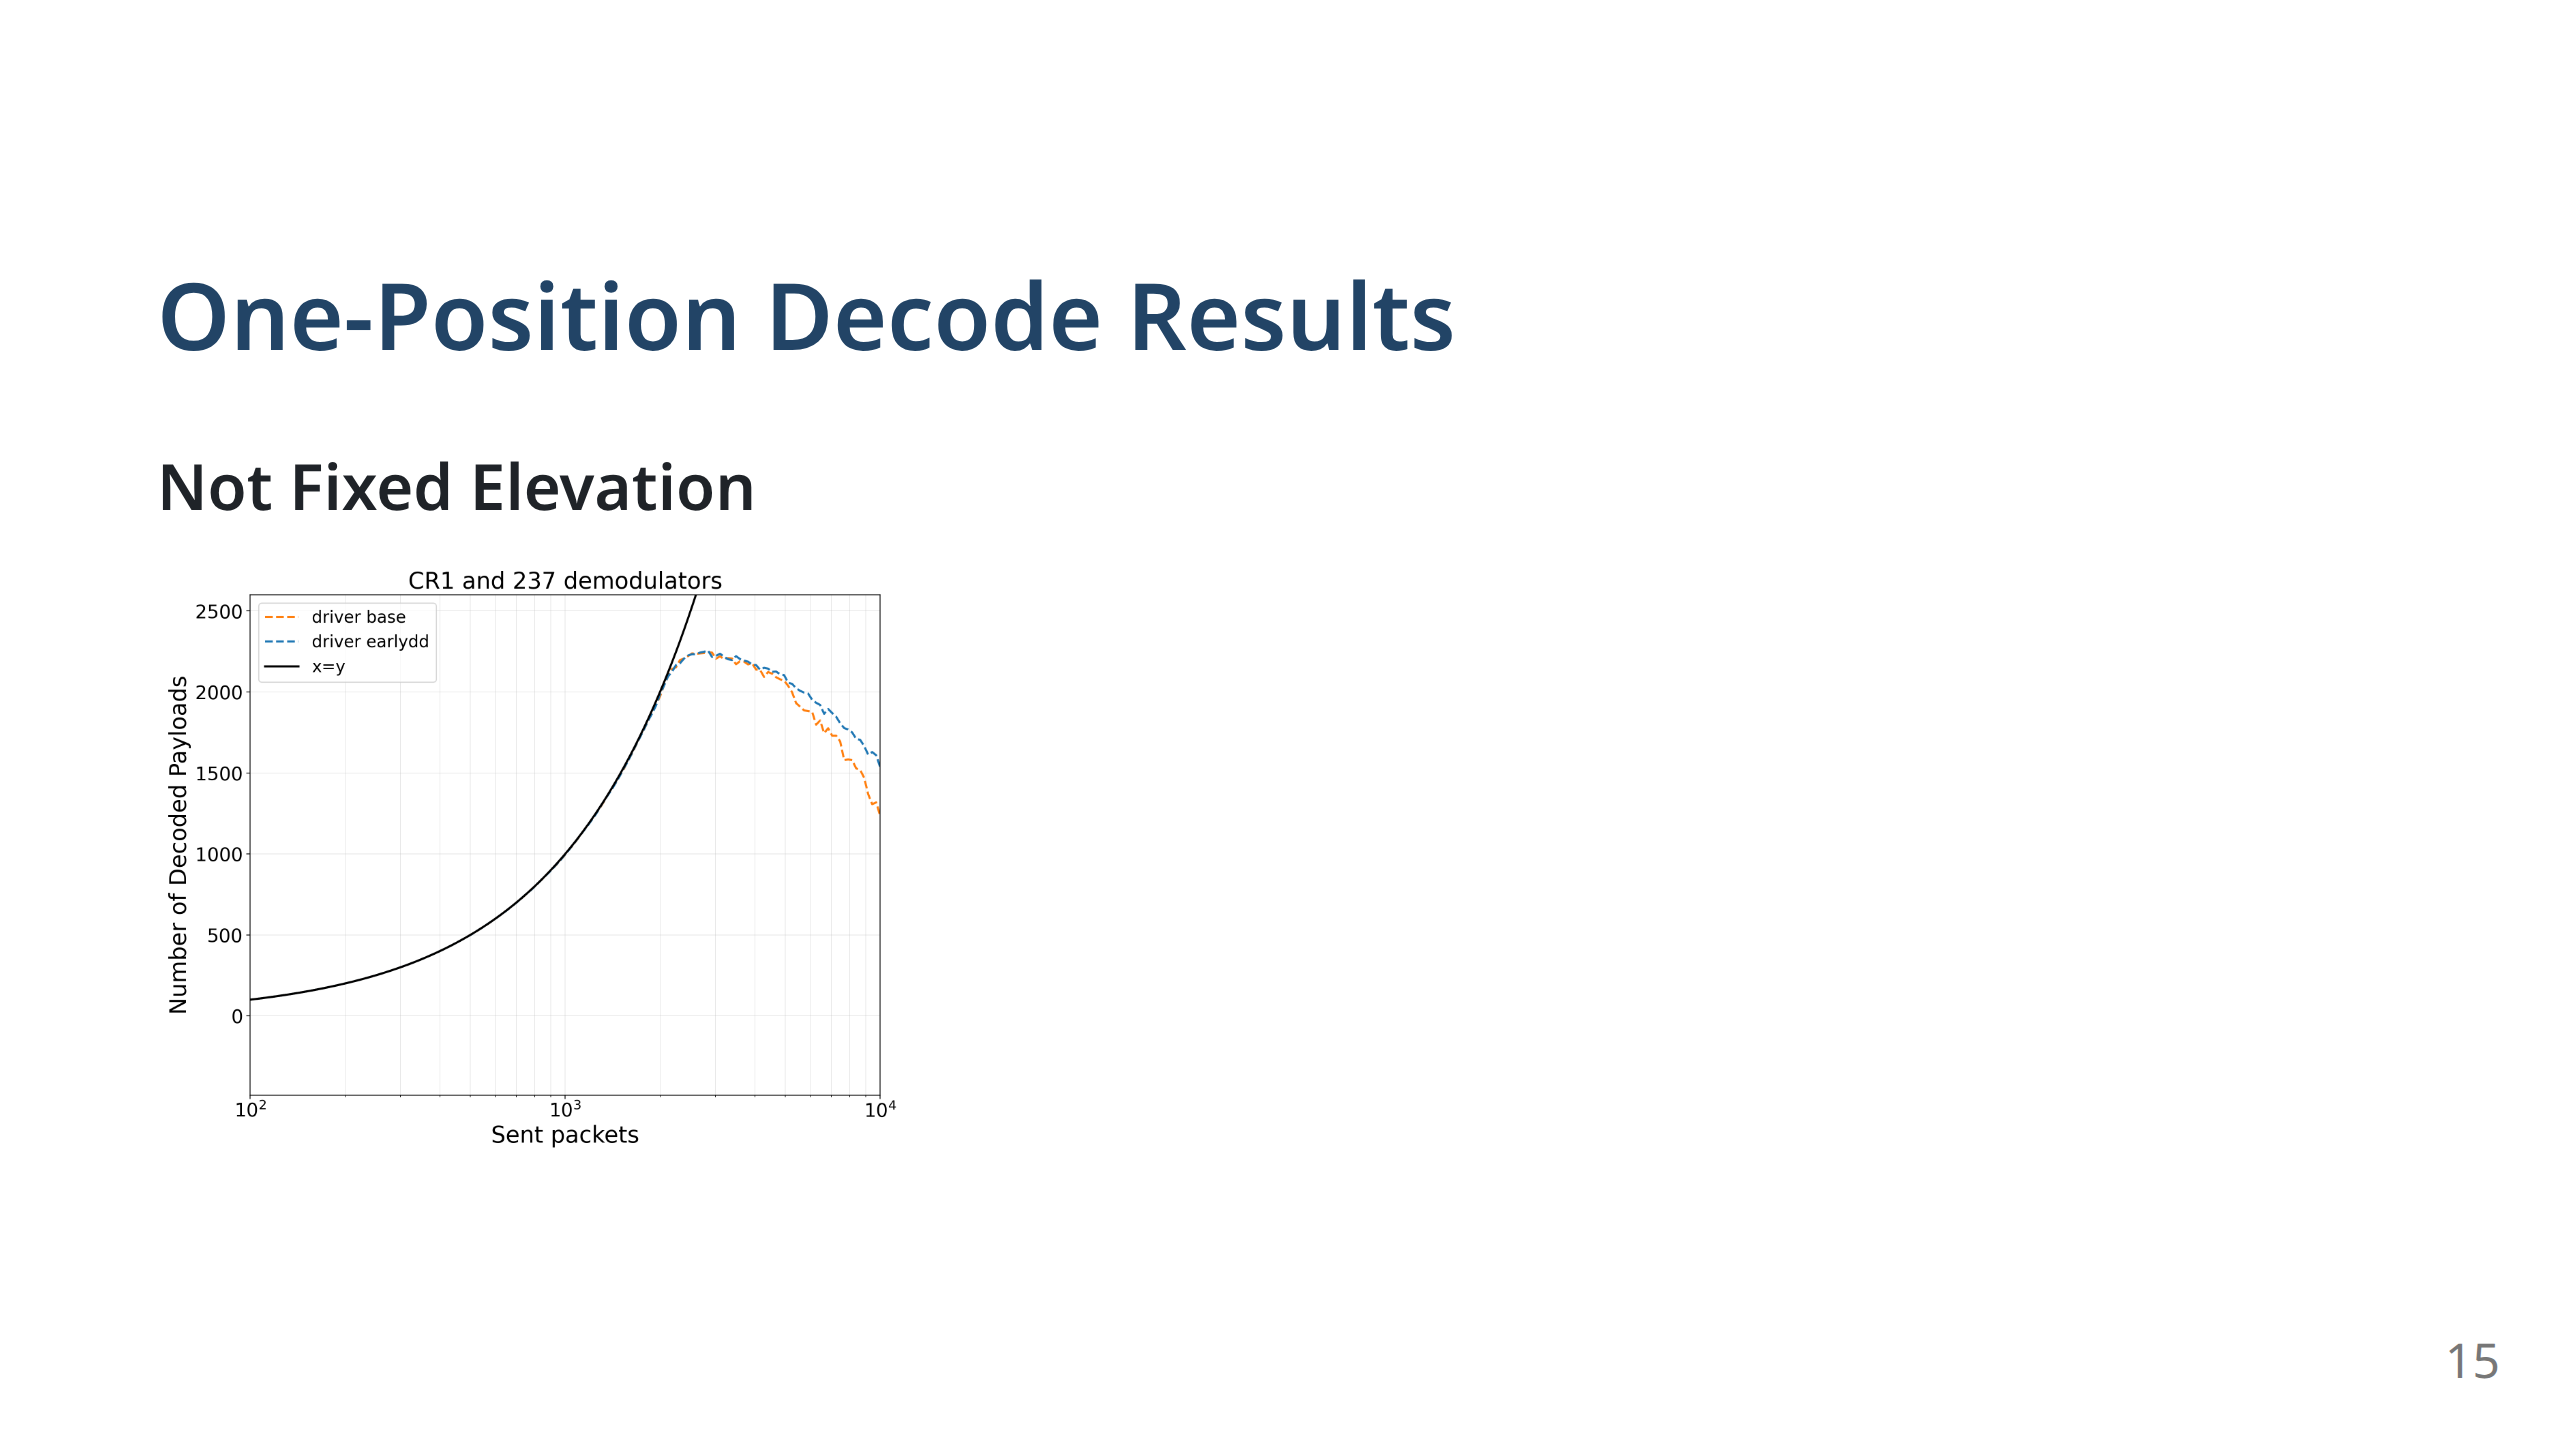 One-Position Decode Results
Not Fixed Elevation
CR1 and 237 demodulators
driver base
driver earlydd
x=y
Number of Decoded Payloads
2500
2000
1500
1000
500
0
10² 10³ 10⁴
Sent packets
15